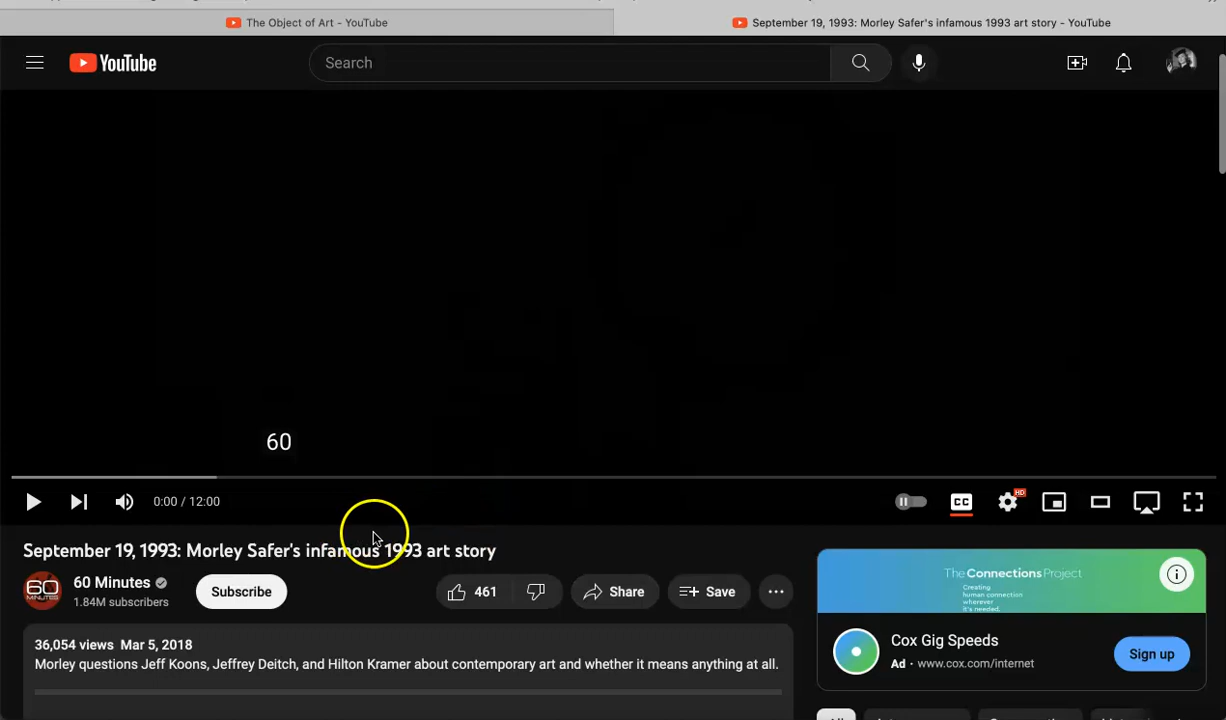 The Object of Art - YouTube
September 19, 1993: Morley Safer's infamous 1993 art story - YouTube
YouTube
Search
60
0:00 / 12:00
CC
HD
September 19, 1993: Morley Safer's infamous 1993 art story
60 MINUTES
60 Minutes
1.84M subscribers
Subscribe
461
Share
Save
36,054 views Mar 5, 2018
Morley questions Jeff Koons, Jeffrey Deitch, and Hilton Kramer about contemporary art and whether it means anything at all.
The Connections Project
Creating
human connection
wherever
it's needed.
Cox Gig Speeds
Ad · www.cox.com/internet
Sign up